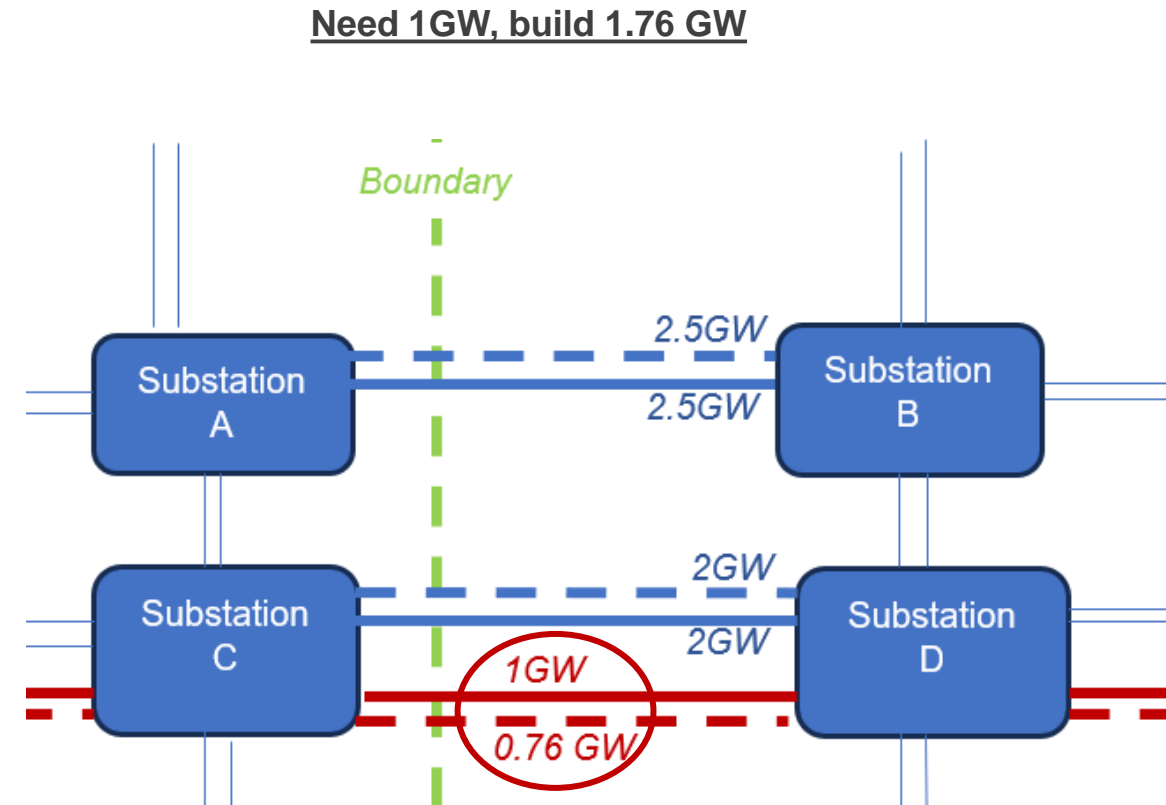 Need 1GW, build 1.76 GW
Boundary
2.5GW
Substation
A
2.5GW
Substation
B
2GW
Substation
C
2GW
Substation
D
1GW
0.76 GW